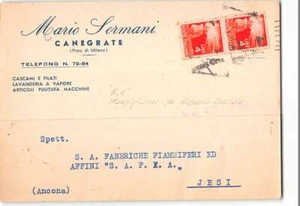 Mario Sormani
CANEGRATE
(Prov. di Milano)
TELEFONO N. 78-84
CASCAMI E FILATI
LAVANDERIA A VAPORE
ARTICOLI PULITURA MACCHINE
Spett.
S. A. FABBRICHE FIAMMIFERI ED
AFFINI "S. A. F. F. A.
JESI
(Ancona)